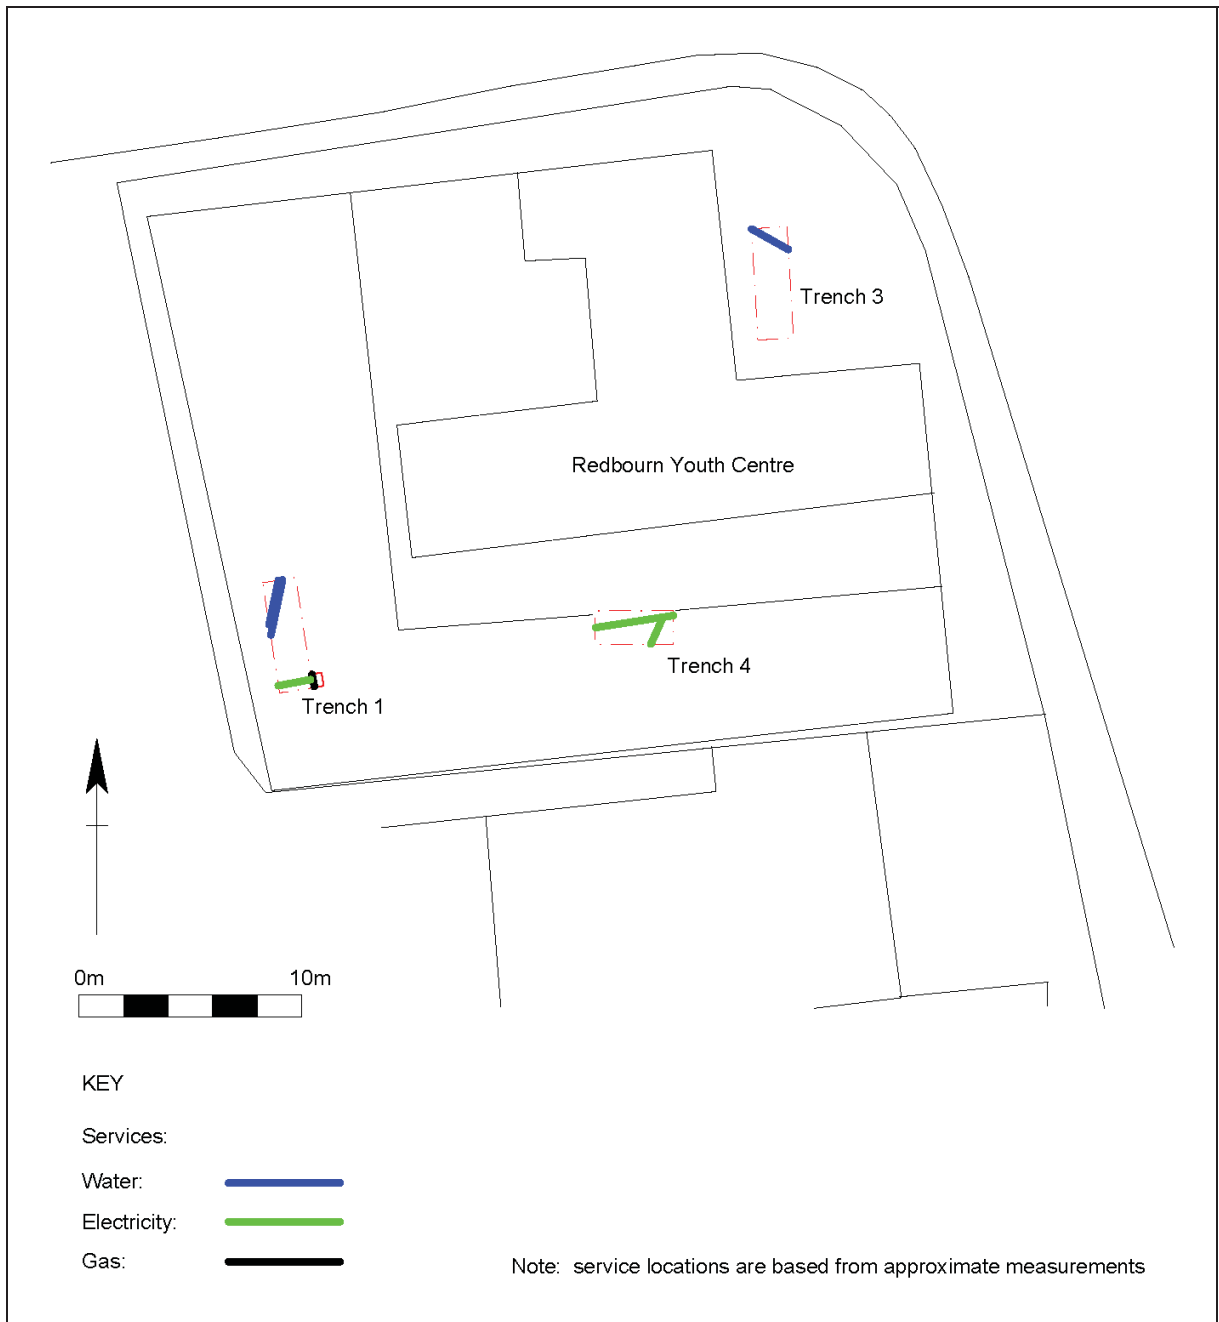 Trench 3
Redbourn Youth Centre
Trench 4
Trench 1
0m 10m
KEY
Services:
Water:
Electricity:
Gas:
Note: service locations are based from approximate measurements